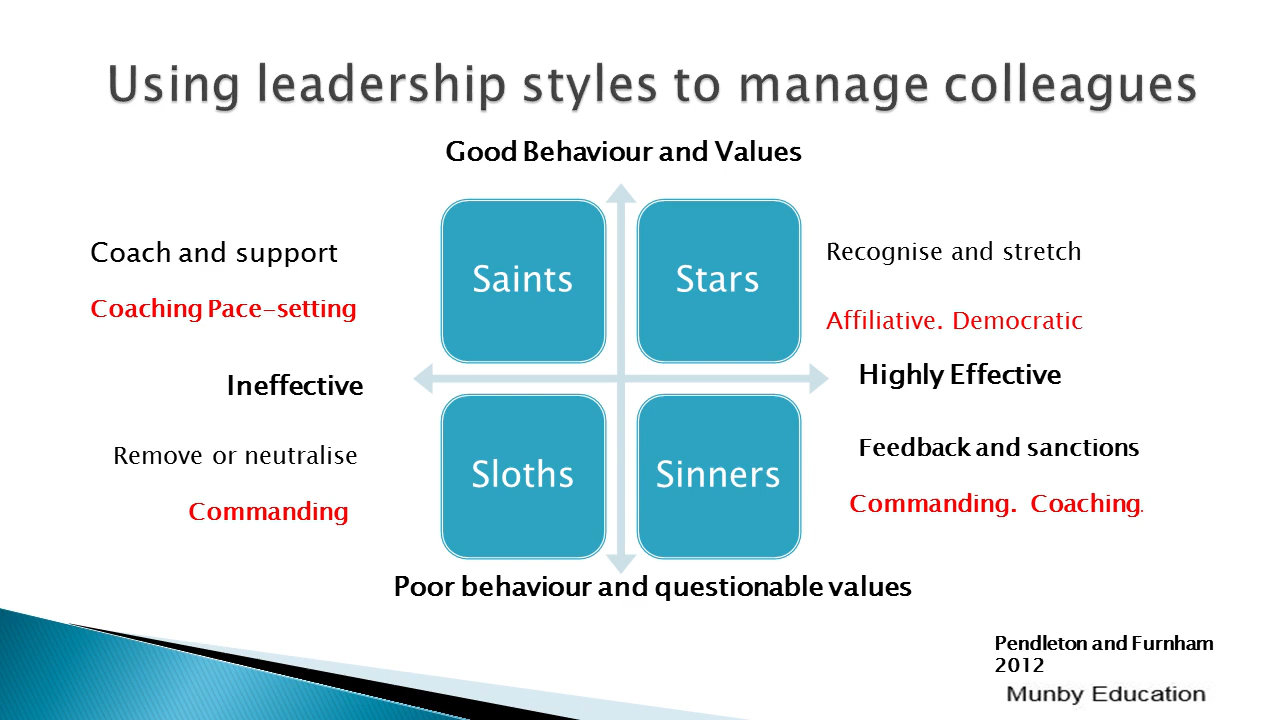 Using leadership styles to manage colleagues
Good Behaviour and Values
Coach and support
Coaching Pace-setting
Saints
Stars
Recognise and stretch
Affiliative. Democratic
Ineffective
Highly Effective
Remove or neutralise
Commanding
Sloths
Sinners
Feedback and sanctions
Commanding. Coaching.
Poor behaviour and questionable values
Pendleton and Furnham
2012
Munby Education